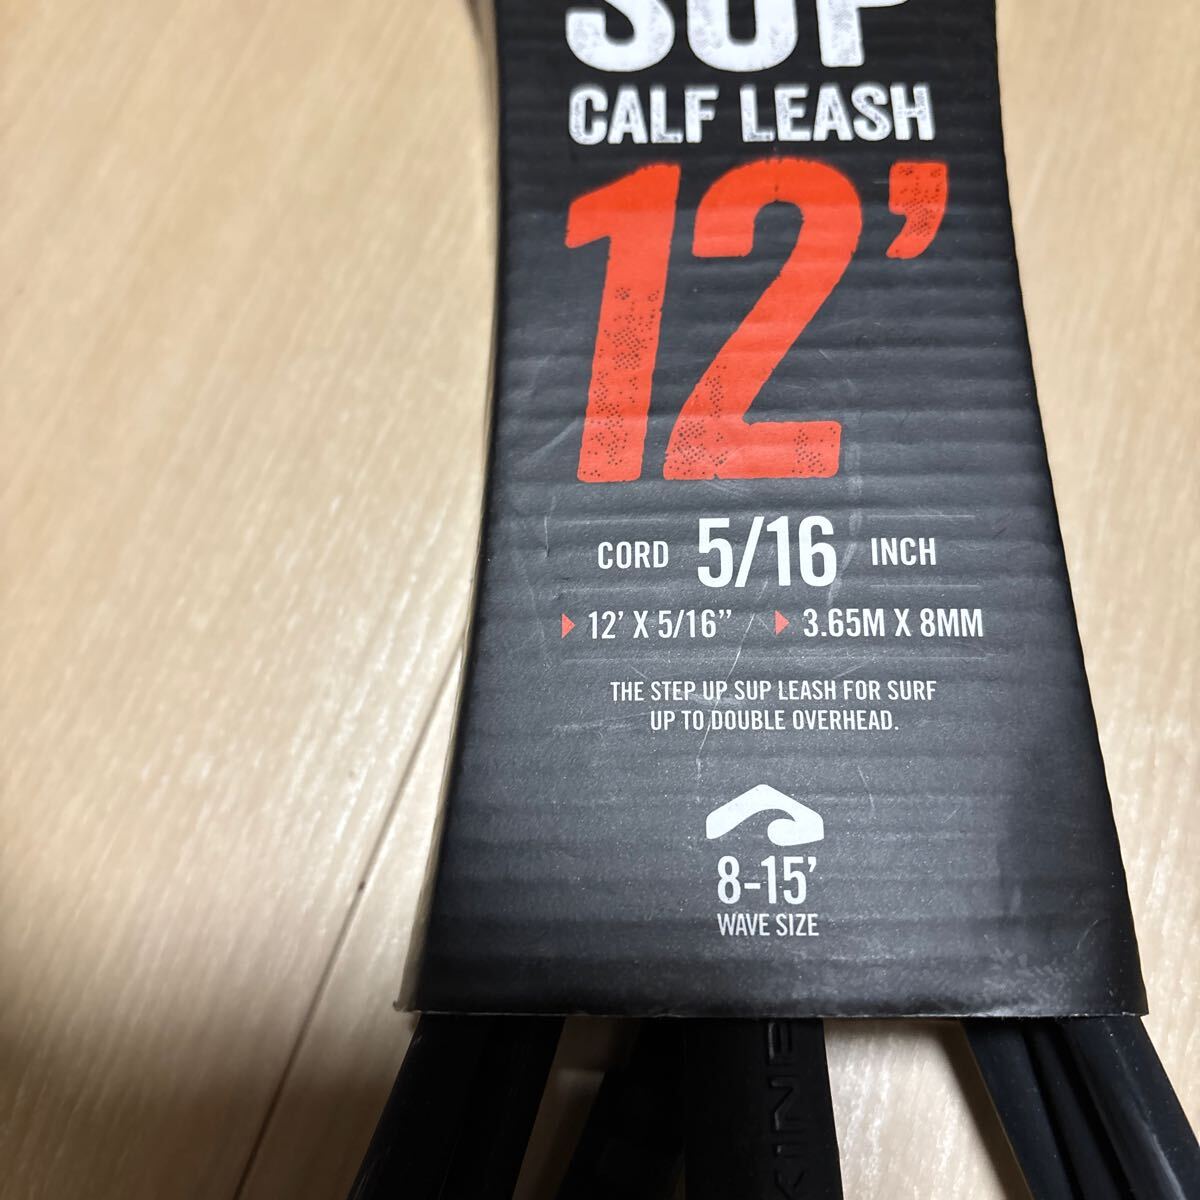 SUP
CALF LEASH
12'
CORD 5/16 INCH
12' X 5/16" 3.65M X 8MM
THE STEP UP SUP LEASH FOR SURF
UP TO DOUBLE OVERHEAD.
8-15'
WAVE SIZE
KINE